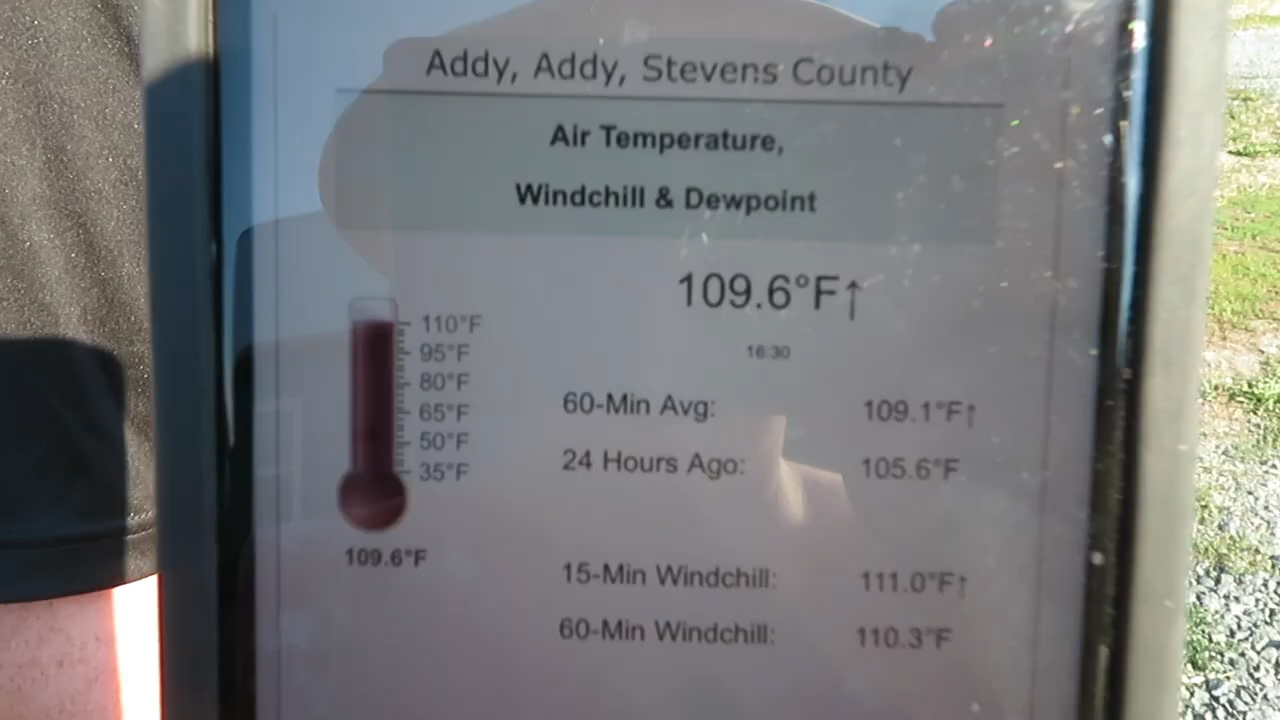 Addy, Addy, Stevens County
Air Temperature,
Windchill & Dewpoint
109.6°F↑
16:30
110°F
95°F
80°F
65°F
50°F
35°F
109.6°F
60-Min Avg: 109.1°F↑
24 Hours Ago: 105.6°F
15-Min Windchill: 111.0°F↑
60-Min Windchill: 110.3°F